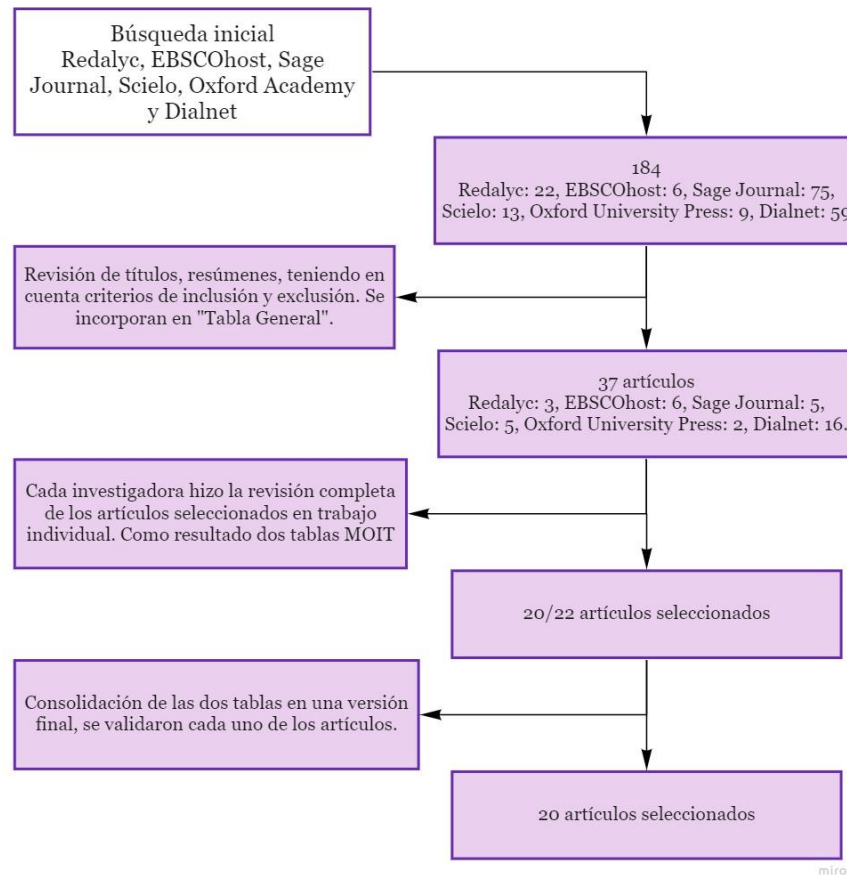 Búsqueda inicial
Redalyc, EBSCOhost, Sage
Journal, Scielo, Oxford Academy
y Dialnet
184
Redalyc: 22, EBSCOhost: 6, Sage Journal: 75,
Scielo: 13, Oxford University Press: 9, Dialnet: 59
Revisión de títulos, resúmenes, teniendo en
cuenta criterios de inclusión y exclusión. Se
incorporan en "Tabla General".
37 artículos
Redalyc: 3, EBSCOhost: 6, Sage Journal: 5,
Scielo: 5, Oxford University Press: 2, Dialnet: 16.
Cada investigadora hizo la revisión completa
de los artículos seleccionados en trabajo
individual. Como resultado dos tablas MOIT
20/22 artículos seleccionados
Consolidación de las dos tablas en una versión
final, se validaron cada uno de los artículos.
20 artículos seleccionados
miro